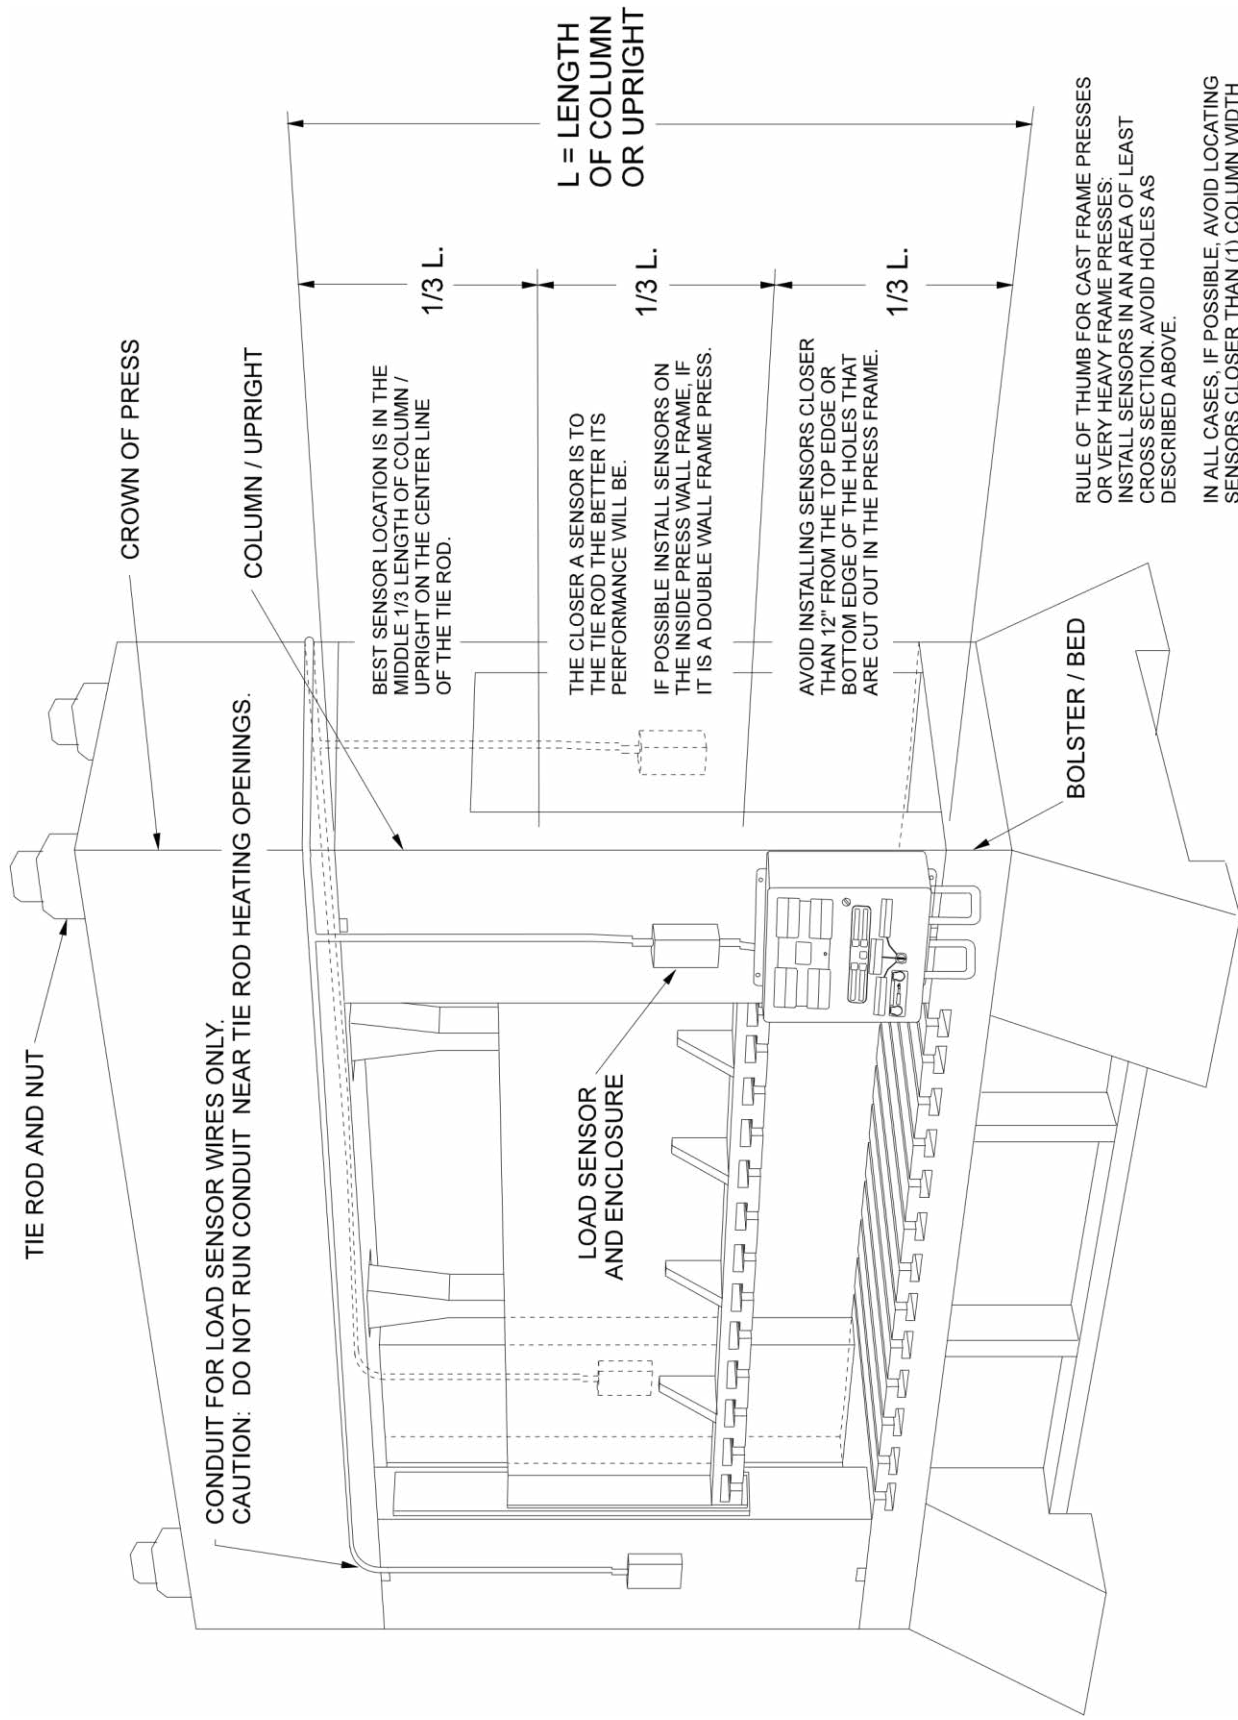 TIE ROD AND NUT
CROWN OF PRESS
CONDUIT FOR LOAD SENSOR WIRES ONLY.
CAUTION: DO NOT RUN CONDUIT NEAR TIE ROD HEATING OPENINGS.
COLUMN / UPRIGHT
BEST SENSOR LOCATION IS IN THE
MIDDLE 1/3 LENGTH OF COLUMN /
UPRIGHT ON THE CENTER LINE
OF THE TIE ROD.
1/3 L.
L = LENGTH
OF COLUMN
OR UPRIGHT
LOAD SENSOR
AND ENCLOSURE
THE CLOSER A SENSOR IS TO
THE TIE ROD THE BETTER ITS
PERFORMANCE WILL BE.
IF POSSIBLE INSTALL SENSORS ON
THE INSIDE PRESS WALL FRAME, IF
IT IS A DOUBLE WALL FRAME PRESS.
1/3 L.
AVOID INSTALLING SENSORS CLOSER
THAN 12" FROM THE TOP EDGE OR
BOTTOM EDGE OF THE HOLES THAT
ARE CUT OUT IN THE PRESS FRAME.
1/3 L.
BOLSTER / BED
RULE OF THUMB FOR CAST FRAME PRESSES
OR VERY HEAVY FRAME PRESSES:
INSTALL SENSORS IN AN AREA OF LEAST
CROSS SECTION. AVOID HOLES AS
DESCRIBED ABOVE.
IN ALL CASES, IF POSSIBLE, AVOID LOCATING
SENSORS CLOSER THAN (1) COLUMN WIDTH